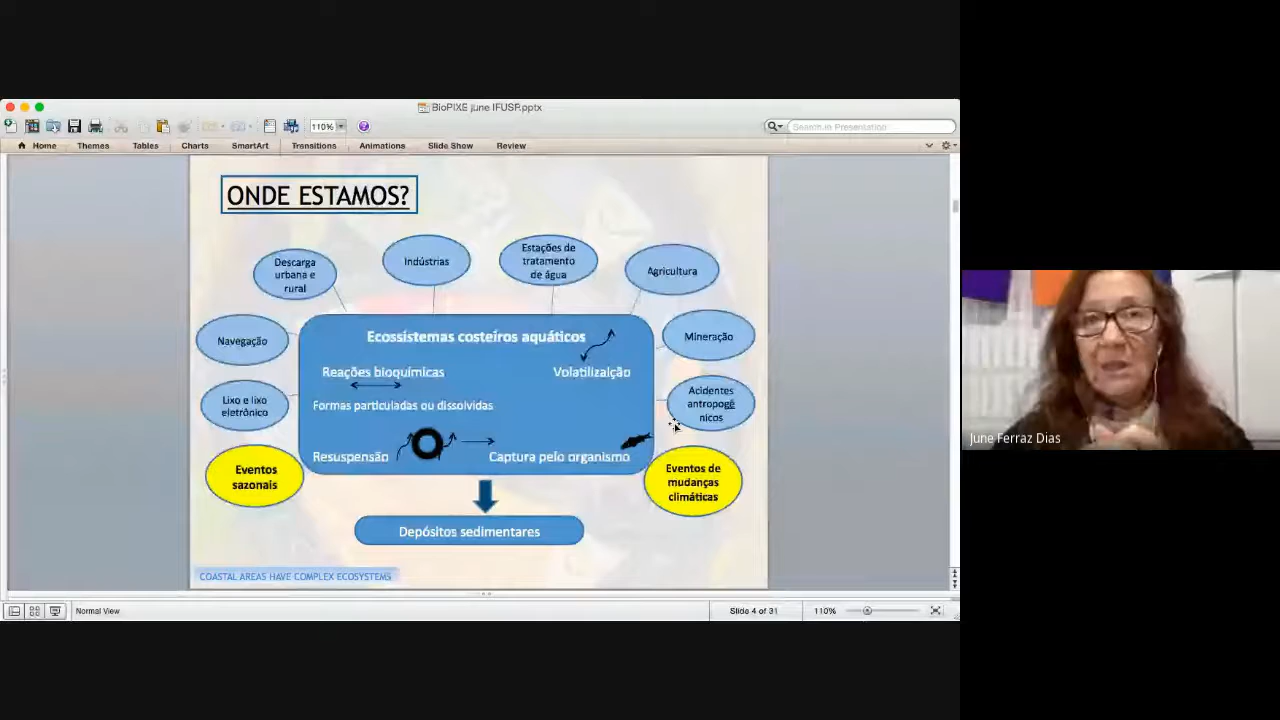 BioPIXE june IFUSP.pptx
110%
Search in Presentation
Home Themes Tables Charts SmartArt Transitions Animations Slide Show Review
ONDE ESTAMOS?
Descarga
urbana e
rural
Indústrias
Estações de
tratamento
de água
Agricultura
Navegação
Ecossistemas costeiros aquáticos
Mineração
Reações bioquímicas
Volatilizalção
Lixo e lixo
eletrônico
Formas particuladas ou dissolvidas
Acidentes
antropogê
nicos
Eventos
sazonais
Resuspensão
Captura pelo organismo
Eventos de
mudanças
climáticas
Depósitos sedimentares
COASTAL AREAS HAVE COMPLEX ECOSYSTEMS
Normal View
Slide 4 of 31
110%
June Ferraz Dias